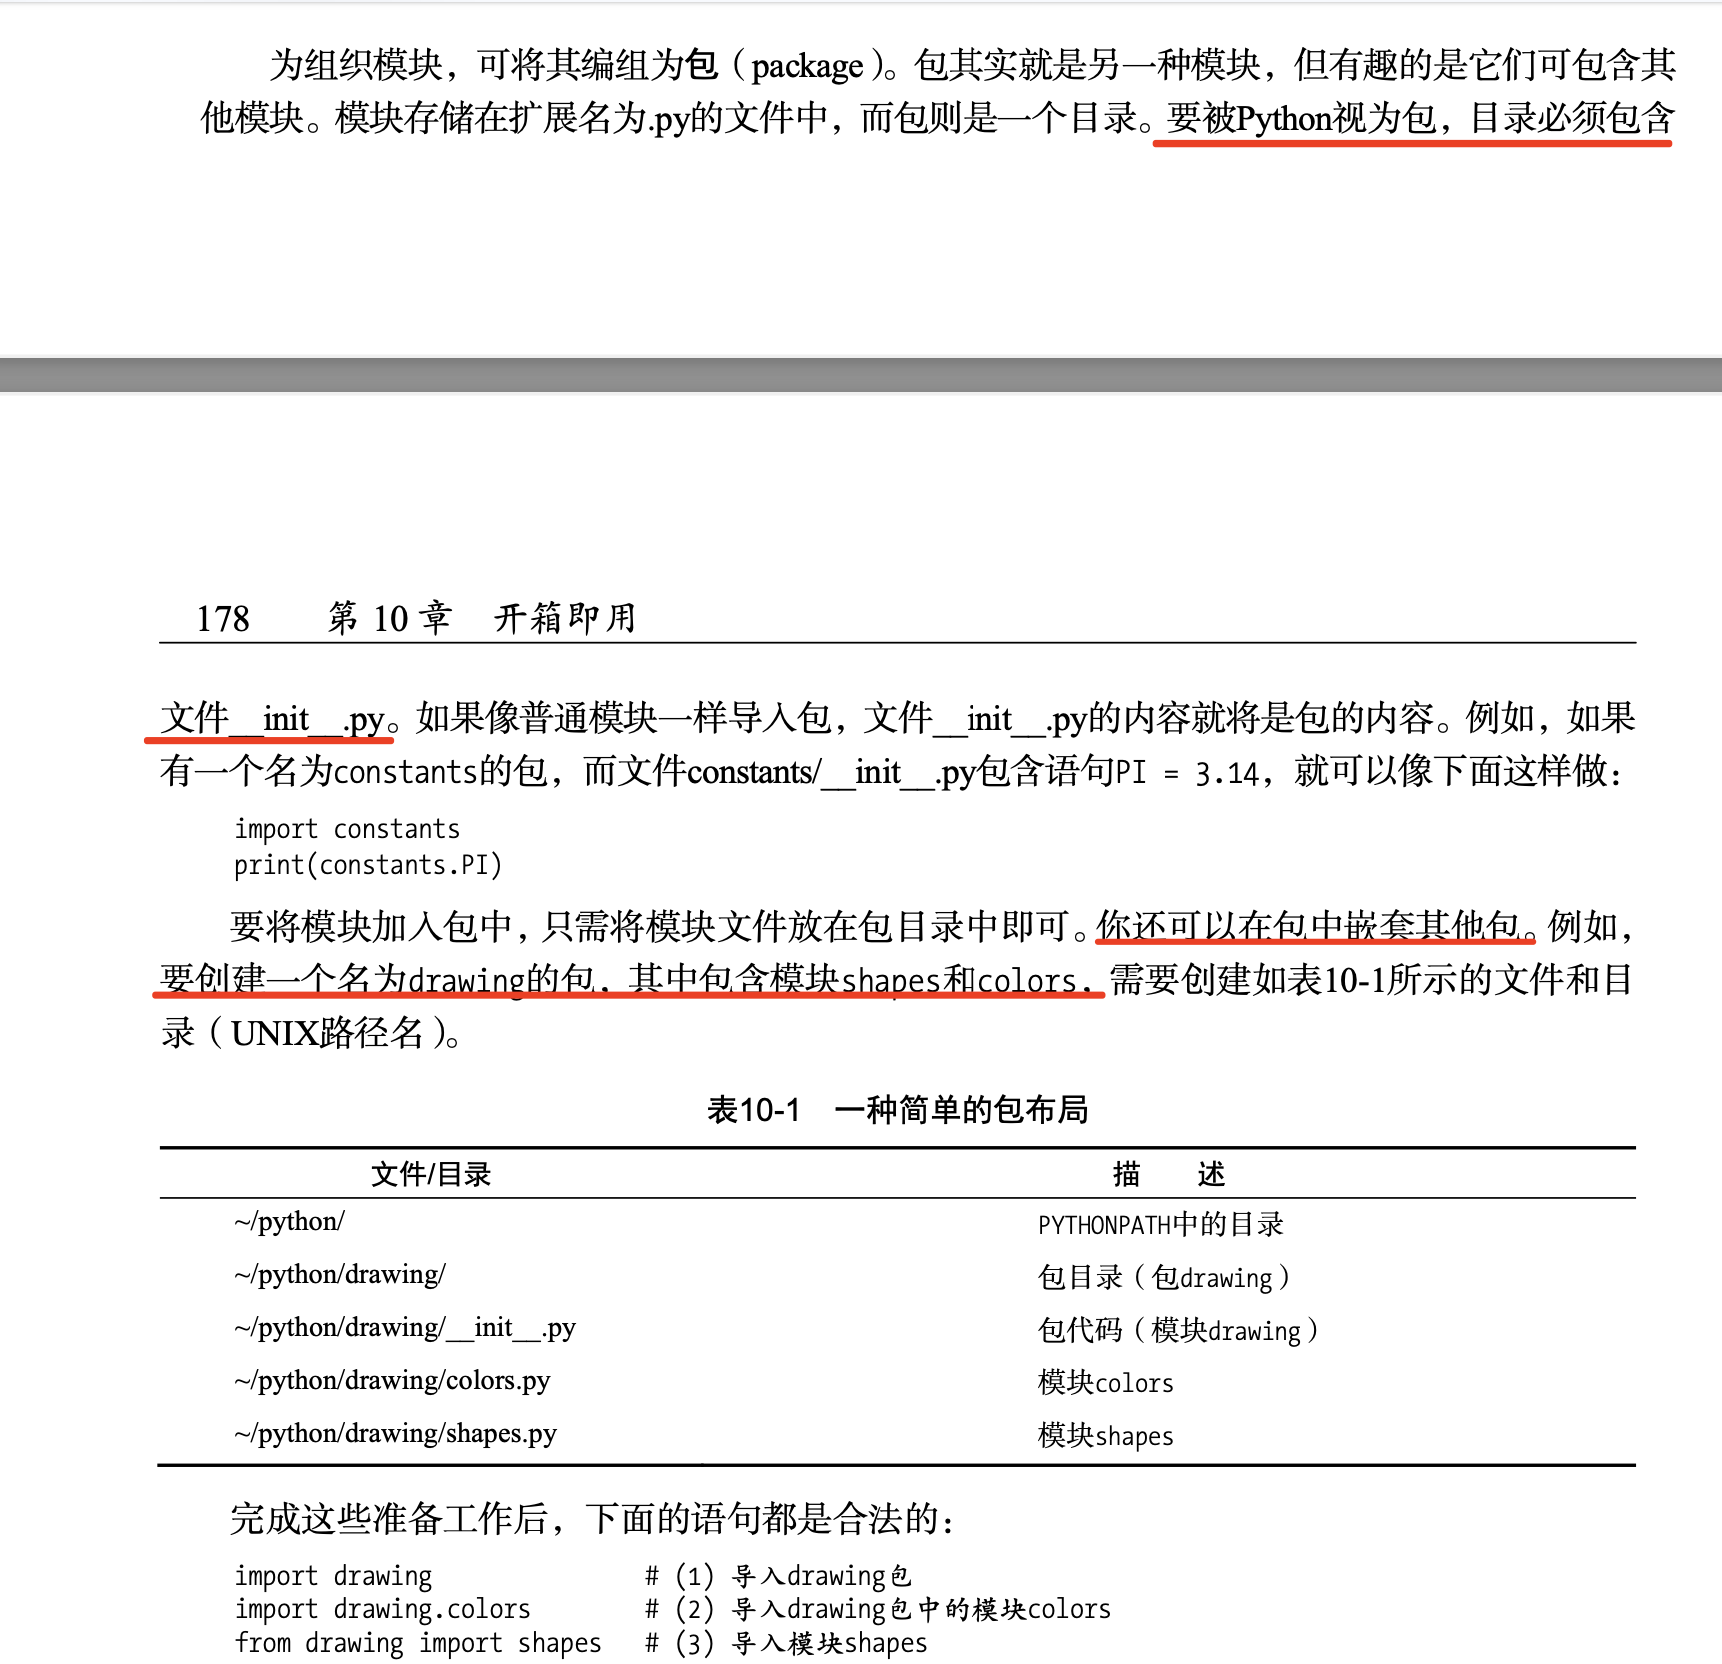 为组织模块，可将其编组为包（package）。包其实就是另一种模块，但有趣的是它们可包含其
他模块。模块存储在扩展名为.py的文件中，而包则是一个目录。要被Python视为包，目录必须包含
178 第 10 章 开箱即用
文件__init__.py。如果像普通模块一样导入包，文件__init__.py的内容就将是包的内容。例如，如果
有一个名为constants的包，而文件constants/__init__.py包含语句PI = 3.14，就可以像下面这样做：
import constants
print(constants.PI)
要将模块加入包中，只需将模块文件放在包目录中即可。你还可以在包中嵌套其他包。例如，
要创建一个名为drawing的包，其中包含模块shapes和colors，需要创建如表10-1所示的文件和目
录（UNIX路径名）。
表10-1 一种简单的包布局
文件/目录 描 述
~/python/ PYTHONPATH中的目录
~/python/drawing/ 包目录（包drawing）
~/python/drawing/__init__.py 包代码（模块drawing）
~/python/drawing/colors.py 模块colors
~/python/drawing/shapes.py 模块shapes
完成这些准备工作后，下面的语句都是合法的：
import drawing # (1) 导入drawing包
import drawing.colors # (2) 导入drawing包中的模块colors
from drawing import shapes # (3) 导入模块shapes